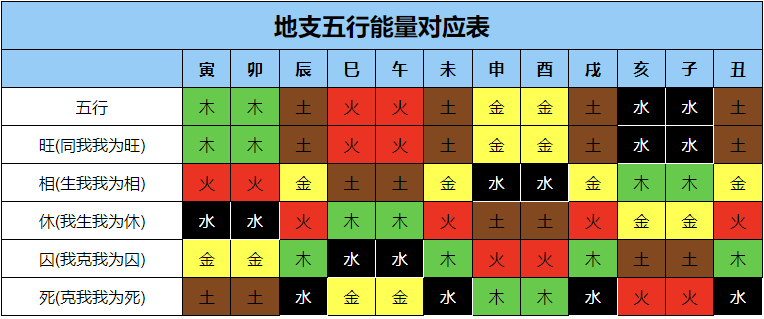 地支五行能量对应表
寅 卯 辰 巳 午 未 申 酉 戌 亥 子 丑
五行 木 木 土 火 火 土 金 金 土 水 水 土
旺(同我我为旺) 木 木 土 火 火 土 金 金 土 水 水 土
相(生我我为相) 火 火 金 土 土 金 水 水 金 木 木 金
休(我生我为休) 水 水 火 木 木 火 土 土 火 金 金 火
囚(我克我为囚) 金 金 木 水 水 木 火 火 木 土 土 木
死(克我我为死) 土 土 水 金 金 水 木 木 水 火 火 水